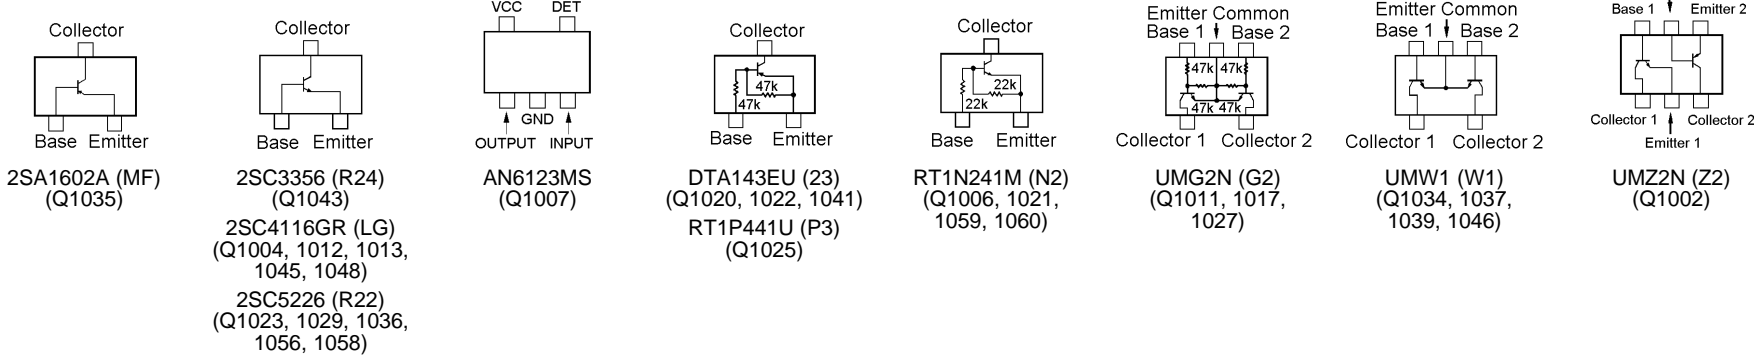 Collector
Base Emitter
2SA1602A (MF)
(Q1035)
Collector
Base Emitter
2SC3356 (R24)
(Q1043)
2SC4116GR (LG)
(Q1004, 1012, 1013,
1045, 1048)
2SC5226 (R22)
(Q1023, 1029, 1036,
1056, 1058)
VCC DET
GND
OUTPUT INPUT
AN6123MS
(Q1007)
Collector
47k
47k
Base Emitter
DTA143EU (23)
(Q1020, 1022, 1041)
RT1P441U (P3)
(Q1025)
Collector
22k
22k
Base Emitter
RT1N241M (N2)
(Q1006, 1021,
1059, 1060)
Emitter Common
Base 1 Base 2
47k 47k
47k 47k
Collector 1 Collector 2
UMG2N (G2)
(Q1011, 1017,
1027)
Emitter Common
Base 1 Base 2
Collector 1 Collector 2
UMW1 (W1)
(Q1034, 1037,
1039, 1046)
Base 1 Emitter 2
Collector 1 Collector 2
Emitter 1
UMZ2N (Z2)
(Q1002)